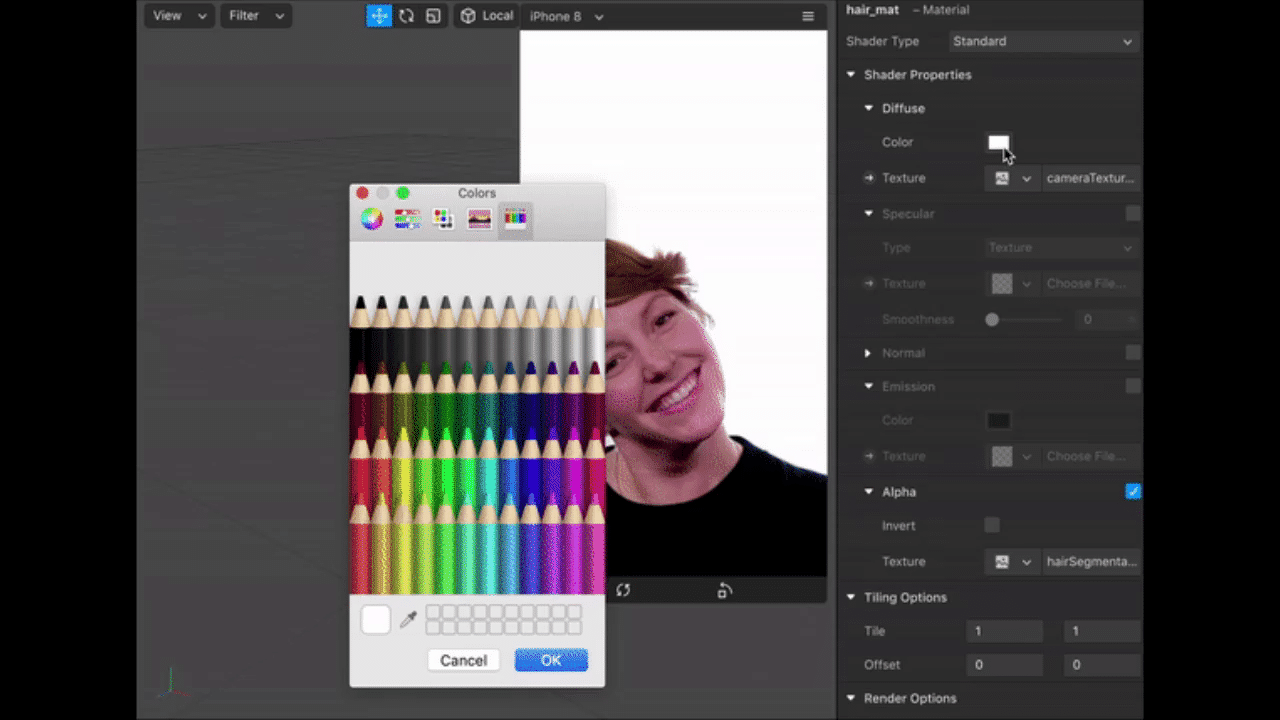 View
Filter
Local
iPhone 8
hair_mat – Material
Shader Type Standard
Shader Properties
Diffuse
Color
Texture cameraTextur...
Specular
Type Texture
Texture Choose File...
Smoothness 0
Normal
Emission
Color
Texture Choose File...
Alpha
Invert
Texture hairSegmenta...
Tiling Options
Tile 1 1
Offset 0 0
Render Options
Colors
Cancel OK